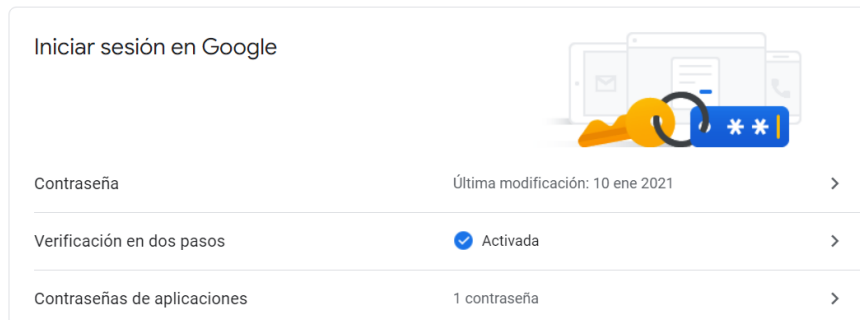 Iniciar sesión en Google
**
Contraseña
Última modificación: 10 ene 2021
Verificación en dos pasos
Activada
Contraseñas de aplicaciones
1 contraseña